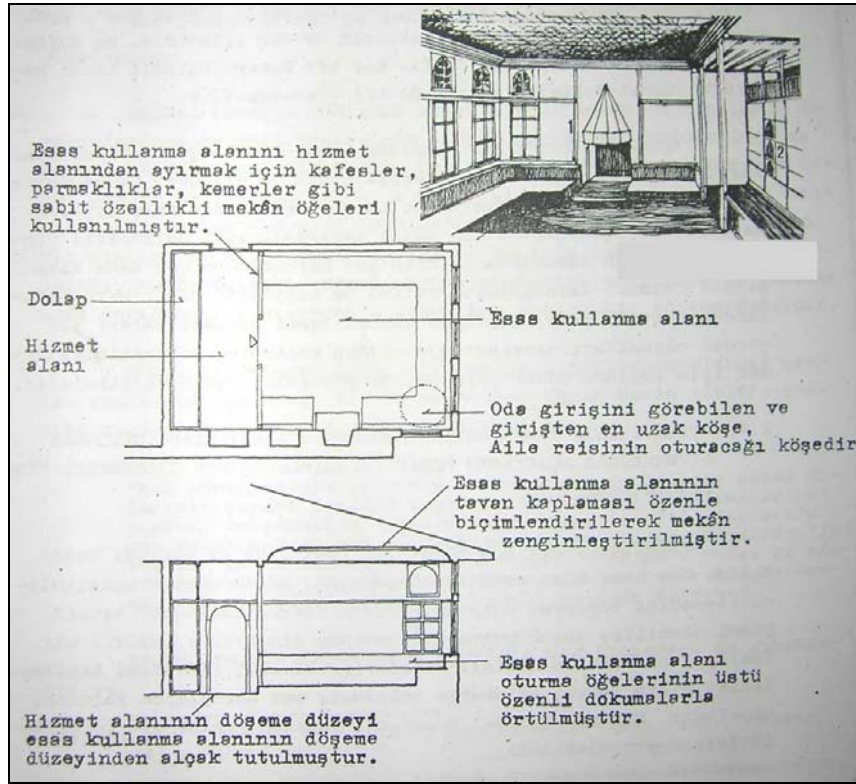 Esas kullanma alanını hizmet
alanından ayırmak için kafesler,
parmaklıklar, kemerler gibi
sabit özellikli mekân öğeleri
kullanılmıştır.
2
Dolap
Hizmet
alanı
Esas kullanma alanı
Oda girişini görebilen ve
girişten en uzak köşe,
Aile reisinin oturacağı köşedir
Esas kullanma alanının
tavan kaplaması özenle
biçimlendirilerek mekân
zenginleştirilmiştir.
Esas kullanma alanı
oturma öğelerinin üstü
özenli dokumalarla
örtülmüştür.
Hizmet alanının döşeme düzeyi
esas kullanma alanının döşeme
düzeyinden alçak tutulmuştur.